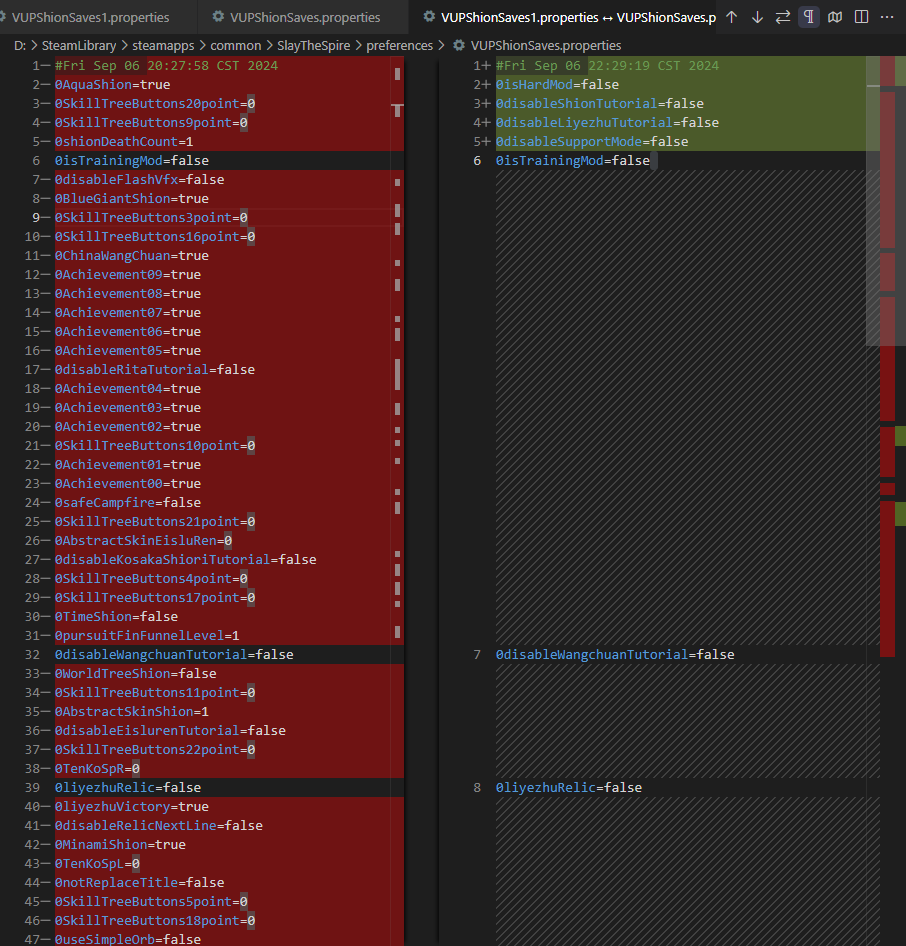 VUPShionSaves1.properties
VUPShionSaves.properties
VUPShionSaves1.properties ↔ VUPShionSaves.p
D: > SteamLibrary > steamapps > common > SlayTheSpire > preferences > VUPShionSaves.properties
1— #Fri Sep 06 20:27:58 CST 2024
2— 0AquaShion=true
3— 0SkillTreeButtons20point=0
4— 0SkillTreeButtons9point=0
5— 0shionDeathCount=1
6 0isTrainingMod=false
7— 0disableFlashVfx=false
8— 0BlueGiantShion=true
9— 0SkillTreeButtons3point=0
10— 0SkillTreeButtons16point=0
11— 0ChinaWangChuan=true
12— 0Achievement09=true
13— 0Achievement08=true
14— 0Achievement07=true
15— 0Achievement06=true
16— 0Achievement05=true
17— 0disableRitaTutorial=false
18— 0Achievement04=true
19— 0Achievement03=true
20— 0Achievement02=true
21— 0SkillTreeButtons10point=0
22— 0Achievement01=true
23— 0Achievement00=true
24— 0safeCampfire=false
25— 0SkillTreeButtons21point=0
26— 0AbstractSkinEisluRen=0
27— 0disableKosakaShioriTutorial=false
28— 0SkillTreeButtons4point=0
29— 0SkillTreeButtons17point=0
30— 0TimeShion=false
31— 0pursuitFinFunnelLevel=1
32 0disableWangchuanTutorial=false
33— 0WorldTreeShion=false
34— 0SkillTreeButtons11point=0
35— 0AbstractSkinShion=1
36— 0disableEislurenTutorial=false
37— 0SkillTreeButtons22point=0
38— 0TenKoSpR=0
39 0liyezhuRelic=false
40— 0liyezhuVictory=true
41— 0disableRelicNextLine=false
42— 0MinamiShion=true
43— 0TenKoSpL=0
44— 0notReplaceTitle=false
45— 0SkillTreeButtons5point=0
46— 0SkillTreeButtons18point=0
47— 0useSimpleOrb=false
1+ #Fri Sep 06 22:29:19 CST 2024
2+ 0isHardMod=false
3+ 0disableShionTutorial=false
4+ 0disableLiyezhuTutorial=false
5+ 0disableSupportMode=false
6 0isTrainingMod=false
7 0disableWangchuanTutorial=false
8 0liyezhuRelic=false